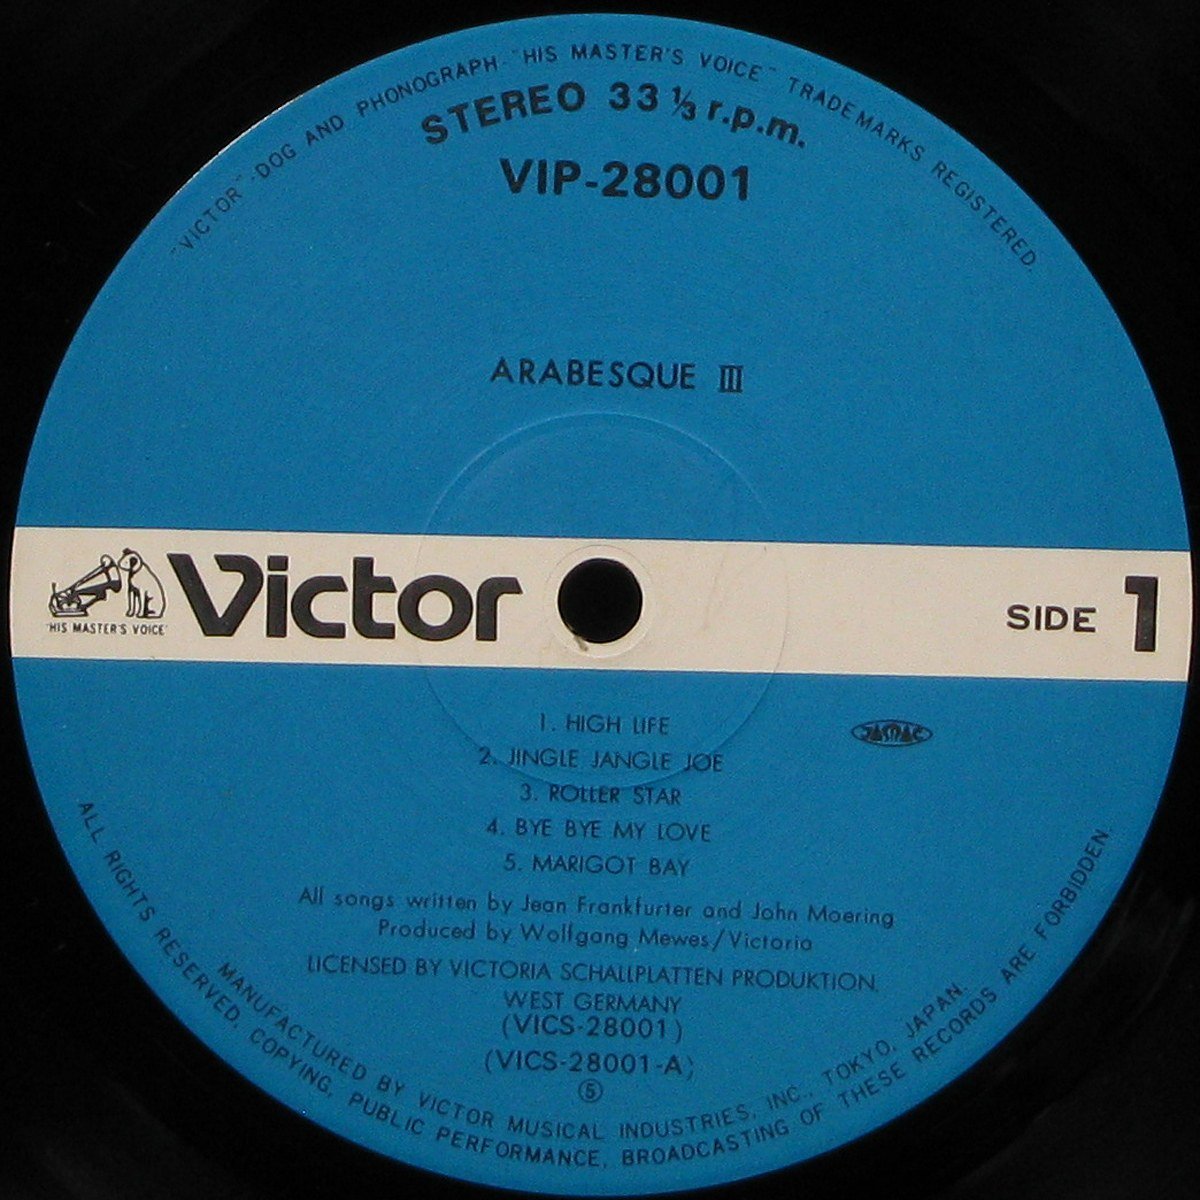 "VICTOR"-DOG AND PHONOGRAPH-"HIS MASTER'S VOICE" TRADEMARKS REGISTERED.
STEREO 33 ⅓ r.p.m.
VIP-28001
ARABESQUE III
"HIS MASTER'S VOICE"
Victor
SIDE 1
1. HIGH LIFE
JASRAC
2. JINGLE JANGLE JOE
3. ROLLER STAR
4. BYE BYE MY LOVE
5. MARIGOT BAY
All songs written by Jean Frankfurter and John Moering
Produced by Wolfgang Mewes/Victoria
LICENSED BY VICTORIA SCHALLPLATTEN PRODUKTION,
WEST GERMANY
(VICS-28001)
(VICS-28001-A)
⑤
MANUFACTURED BY VICTOR MUSICAL INDUSTRIES, INC., TOKYO, JAPAN.
ALL RIGHTS RESERVED. COPYING, PUBLIC PERFORMANCE, BROADCASTING OF THESE RECORDS ARE FORBIDDEN.